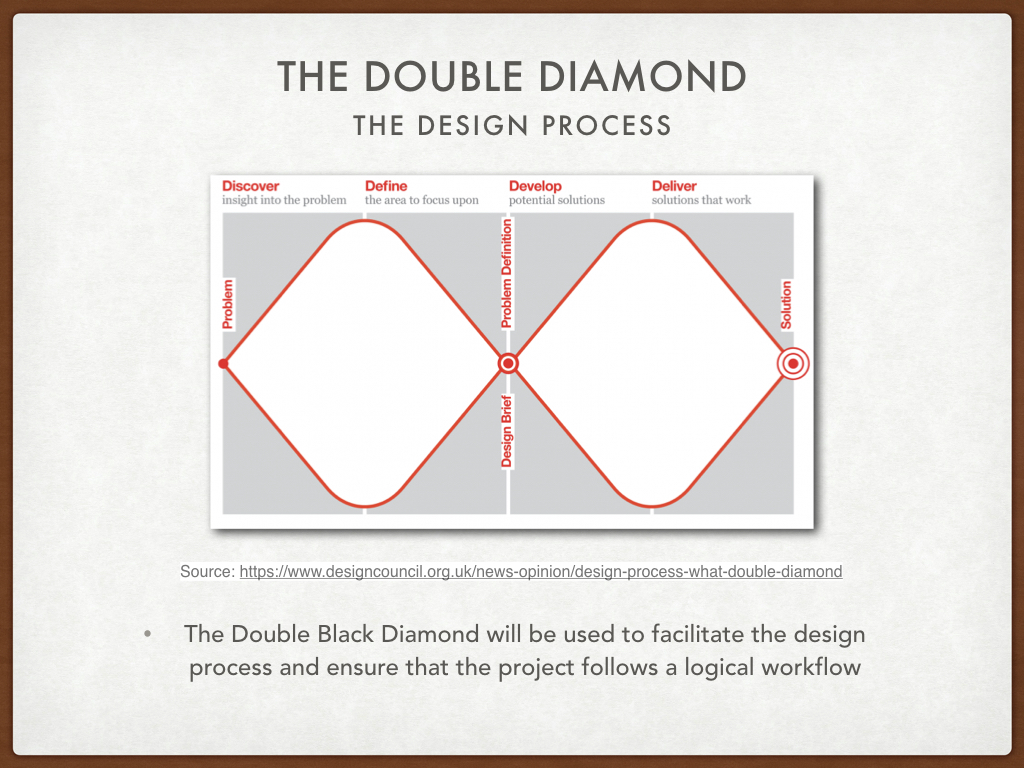 THE DOUBLE DIAMOND
THE DESIGN PROCESS
Discover
insight into the problem
Define
the area to focus upon
Develop
potential solutions
Deliver
solutions that work
Problem
Problem Definition
Design Brief
Solution
Source: https://www.designcouncil.org.uk/news-opinion/design-process-what-double-diamond
• The Double Black Diamond will be used to facilitate the design
process and ensure that the project follows a logical workflow